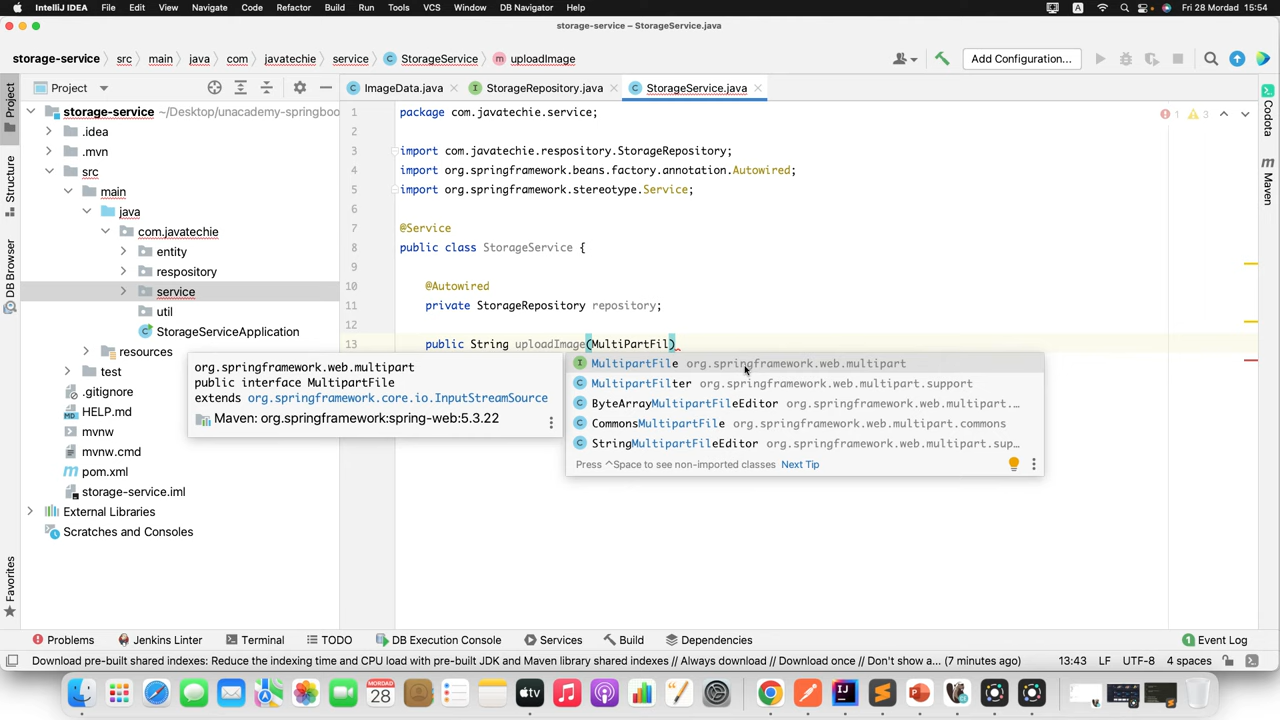 IntelliJ IDEA File Edit View Navigate Code Refactor Build Run Tools VCS Window DB Navigator Help A Fri 28 Mordad 15:54
storage-service – StorageService.java
storage-service src main java com javatechie service StorageService uploadImage Add Configuration...
Project ImageData.java StorageRepository.java StorageService.java
Project
Structure
DB Browser
Favorites
Codota
Maven
storage-service ~/Desktop/unacademy-springboo
.idea
.mvn
src
main
java
com.javatechie
entity
respository
service
util
StorageServiceApplication
resources
test
.gitignore
HELP.md
mvnw
mvnw.cmd
pom.xml
storage-service.iml
External Libraries
Scratches and Consoles
1 3
1 package com.javatechie.service;
2
3 import com.javatechie.respository.StorageRepository;
4 import org.springframework.beans.factory.annotation.Autowired;
5 import org.springframework.stereotype.Service;
6
7 @Service
8 public class StorageService {
9
10 @Autowired
11 private StorageRepository repository;
12
13 public String uploadImage(MultiPartFil)
org.springframework.web.multipart
public interface MultipartFile
extends org.springframework.core.io.InputStreamSource
Maven: org.springframework:spring-web:5.3.22
MultipartFile org.springframework.web.multipart
MultipartFilter org.springframework.web.multipart.support
ByteArrayMultipartFileEditor org.springframework.web.multipart....
CommonsMultipartFile org.springframework.web.multipart.commons
StringMultipartFileEditor org.springframework.web.multipart.sup...
Press ^Space to see non-imported classes Next Tip
Problems Jenkins Linter Terminal TODO DB Execution Console Services Build Dependencies 1 Event Log
Download pre-built shared indexes: Reduce the indexing time and CPU load with pre-built JDK and Maven library shared indexes // Always download // Download once // Don't show a... (7 minutes ago) 13:43 LF UTF-8 4 spaces
MORDAD
28
tv
IJ